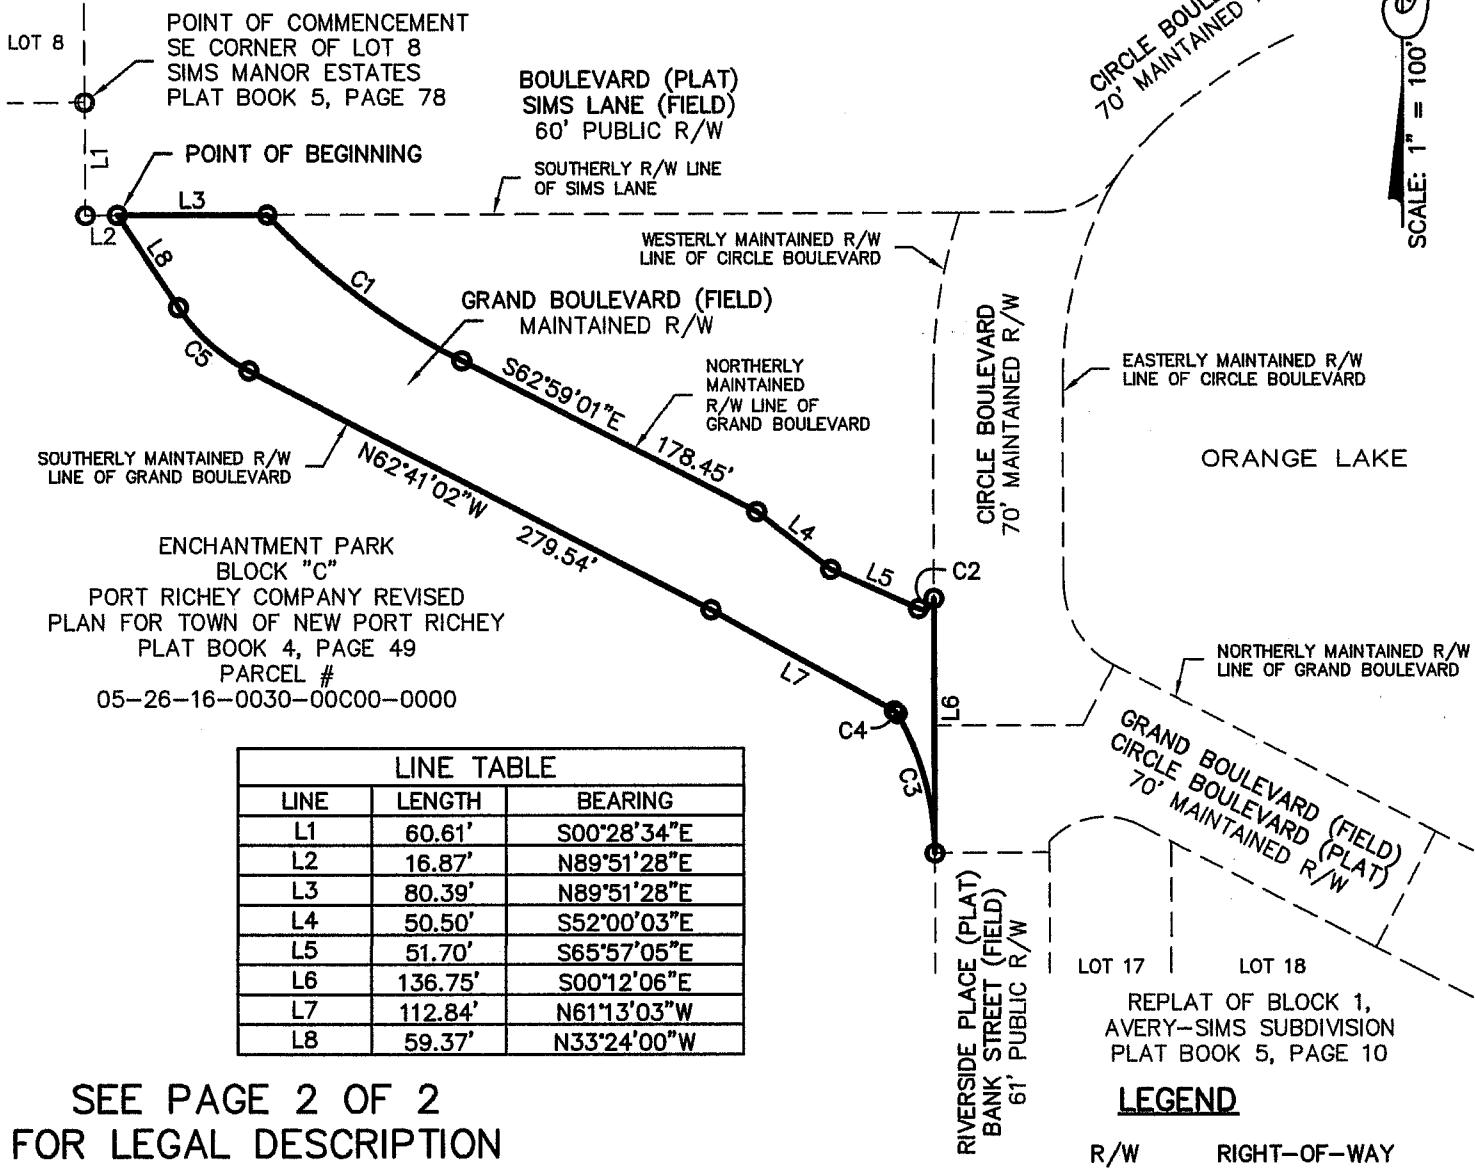 LOT 8
POINT OF COMMENCEMENT
SE CORNER OF LOT 8
SIMS MANOR ESTATES
PLAT BOOK 5, PAGE 78
BOULEVARD (PLAT)
SIMS LANE (FIELD)
60' PUBLIC R/W
70' MAINTAINED
SCALE: 1" = 100'
L1
POINT OF BEGINNING
SOUTHERLY R/W LINE
OF SIMS LANE
L3
L2
L8
C1
C5
WESTERLY MAINTAINED R/W
LINE OF CIRCLE BOULEVARD
GRAND BOULEVARD (FIELD)
MAINTAINED R/W
CIRCLE BOULEVARD
70' MAINTAINED R/W
EASTERLY MAINTAINED R/W
LINE OF CIRCLE BOULEVARD
NORTHERLY
MAINTAINED
R/W LINE OF
GRAND BOULEVARD
S62°59'01"E
178.45'
ORANGE LAKE
SOUTHERLY MAINTAINED R/W
LINE OF GRAND BOULEVARD
N62°41'02"W
279.54'
L4
L5
C2
ENCHANTMENT PARK
BLOCK "C"
PORT RICHEY COMPANY REVISED
PLAN FOR TOWN OF NEW PORT RICHEY
PLAT BOOK 4, PAGE 49
PARCEL #
05-26-16-0030-00C00-0000
L7
C4
C3
L6
NORTHERLY MAINTAINED R/W
LINE OF GRAND BOULEVARD
GRAND BOULEVARD (FIELD)
CIRCLE BOULEVARD (PLAT)
70' MAINTAINED R/W
LINE TABLE
LINE LENGTH BEARING
L1 60.61' S00°28'34"E
L2 16.87' N89°51'28"E
L3 80.39' N89°51'28"E
L4 50.50' S52°00'03"E
L5 51.70' S65°57'05"E
L6 136.75' S00°12'06"E
L7 112.84' N61°13'03"W
L8 59.37' N33°24'00"W
RIVERSIDE PLACE (PLAT)
BANK STREET (FIELD)
61' PUBLIC R/W
LOT 17
LOT 18
REPLAT OF BLOCK 1,
AVERY-SIMS SUBDIVISION
PLAT BOOK 5, PAGE 10
SEE PAGE 2 OF 2
FOR LEGAL DESCRIPTION
LEGEND
R/W RIGHT-OF-WAY